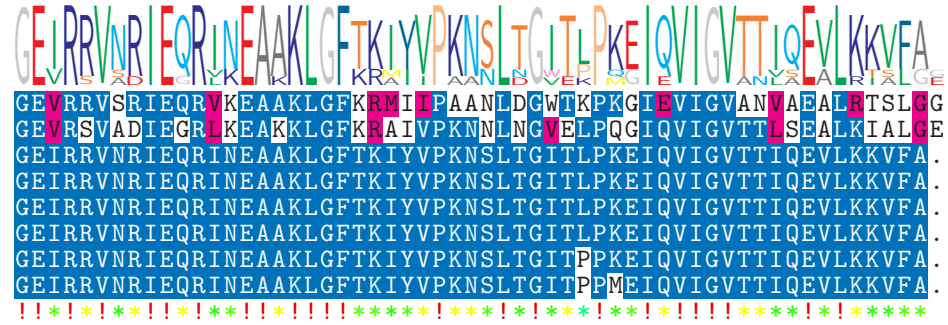 GEIRRVNRIEQRINEAAKLGFTKIYVPKNSLTGITLPKEIQVIGVTTIQEVLKKVFA
GEVRRVSRIEQRVKEAAKLGFKRMIIPAANLDGWTKPKGIEVIGVANVAEALRTSLGG
GEVRSVADIEGRLKEAKKLGFKRAIVPKNNLNGVELPQGIQVIGVTTLSEALKIALGE
GEIRRVNRIEQRINEAAKLGFTKIYVPKNSLTGITLPKEIQVIGVTTIQEVLKKVFA.
GEIRRVNRIEQRINEAAKLGFTKIYVPKNSLTGITLPKEIQVIGVTTIQEVLKKVFA.
GEIRRVNRIEQRINEAAKLGFTKIYVPKNSLTGITLPKEIQVIGVTTIQEVLKKVFA.
GEIRRVNRIEQRINEAAKLGFTKIYVPKNSLTGITPPKEIQVIGVTTIQEVLKKVFA.
GEIRRVNRIEQRINEAAKLGFTKIYVPKNSLTGITPPMEIQVIGVTTIQEVLKKVFA.
!!*!*!**!!*!**!!*!!!!*****!***!*!***!**!*!!!!****!*!*****